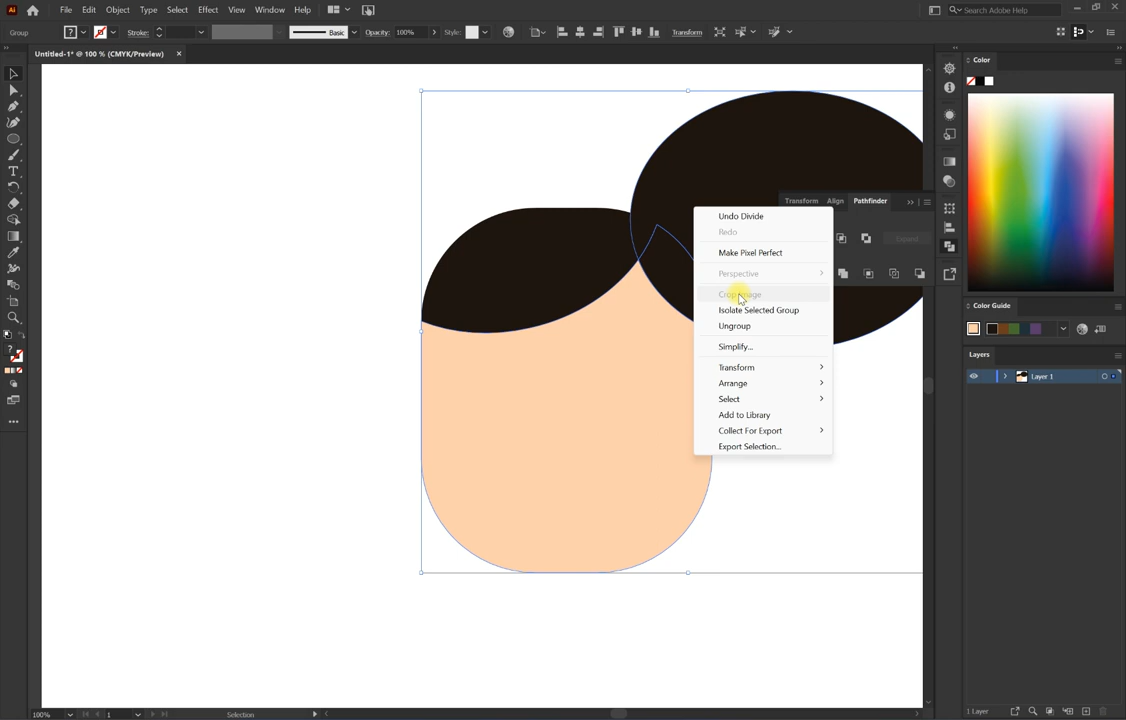 Ai File Edit Object Type Select Effect View Window Help Search Adobe Help
Group ? Stroke: Basic Opacity: 100% Style: Transform
Untitled-1* @ 100 % (CMYK/Preview)
Color
Transform Align Pathfinder
Expand
Undo Divide
Redo
Make Pixel Perfect
Perspective
Crop Image
Isolate Selected Group
Ungroup
Simplify...
Transform
Arrange
Select
Add to Library
Collect For Export
Export Selection...
Color Guide
Layers
Layer 1
1 Layer
100% 1 Selection